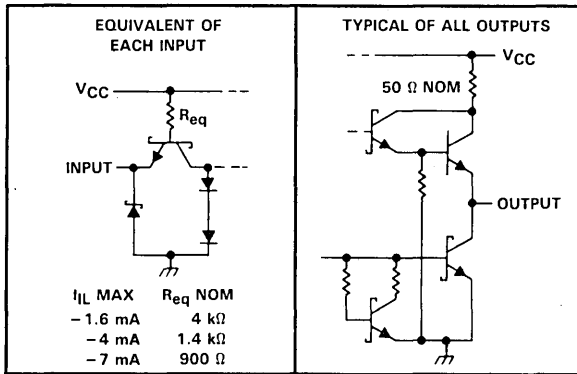 EQUIVALENT OF
EACH INPUT
VCC
Req
INPUT
IIL MAX Req NOM
−1.6 mA 4 kΩ
−4 mA 1.4 kΩ
−7 mA 900 Ω
TYPICAL OF ALL OUTPUTS
VCC
50 Ω NOM
OUTPUT